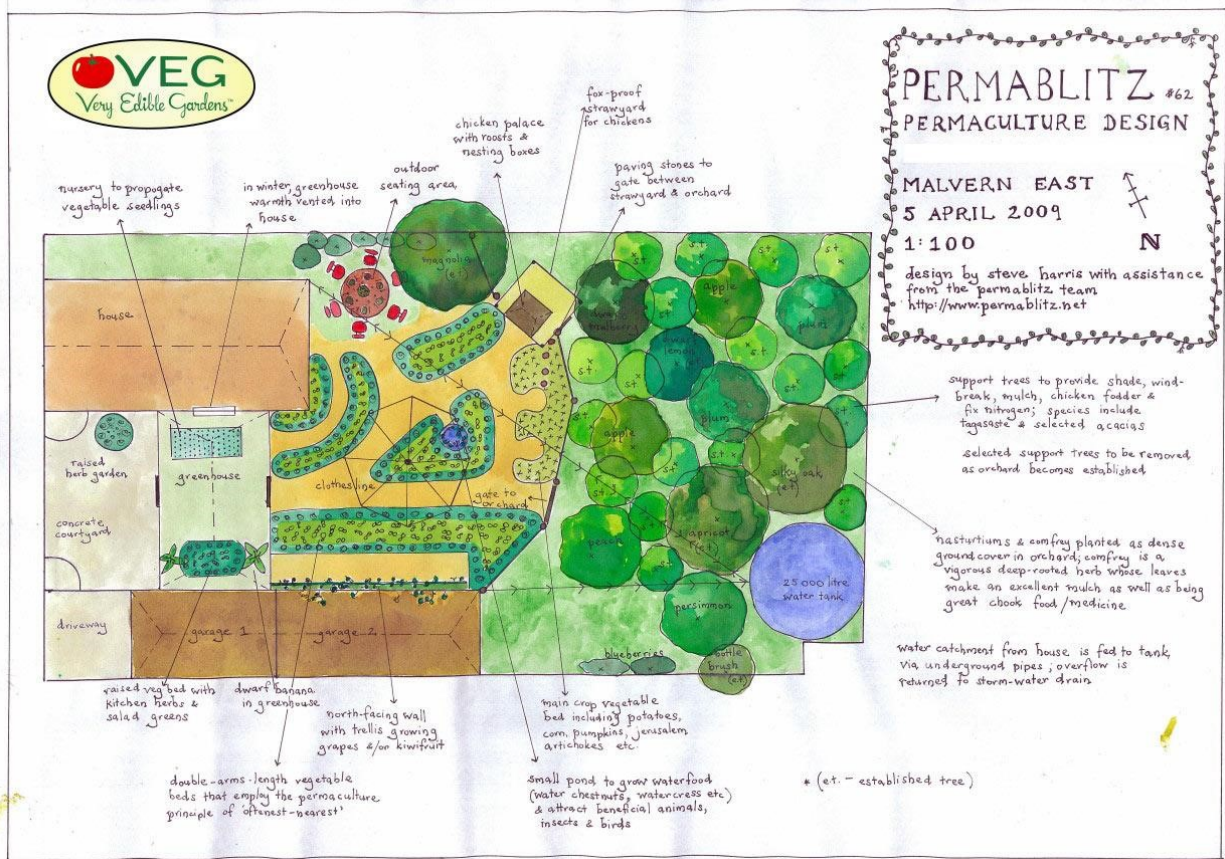 VEG
Very Edible Gardens™
PERMABLITZ #62
PERMACULTURE DESIGN
MALVERN EAST
5 APRIL 2009
1:100
N
design by steve harris with assistance
from the permablitz team
http://www.permablitz.net
fox-proof
strawyard
for chickens
chicken palace
with roosts &
nesting boxes
paving stones to
gate between
strawyard & orchard
outdoor
seating area
in winter, greenhouse
warmth vented into
house
nursery to propogate
vegetable seedlings
magnolia
(e.t)
house
raised
herb garden
greenhouse
concrete
courtyard
clothes line
gate to
orchard
driveway
garage 1
garage 2
s.t.
s.t.
s.t.
s.t.
dwarf
mulberry
s.t.
apple
plum
s.t.
s.t.
dwarf
lemon
s.t.
s.t.
plum
s.t.
s.t.
apple
s.t.
s.t.
s.t.
silky oak
(e.t)
peach
apricot
(e.t)
persimmon
25 000 litre
water tank
blueberries
bottle
brush
(e.t)
support trees to provide shade, wind-
break, mulch, chicken fodder &
fix nitrogen; species include
tagasaste & selected acacias
selected support trees to be removed
as orchard becomes established
nasturtiums & comfrey planted as dense
groundcover in orchard; comfrey is a
vigorous deep-rooted herb whose leaves
make an excellent mulch as well as being
great chook food/medicine
water catchment from house is fed to tank
via underground pipes; overflow is
returned to storm-water drain
raised veg bed with
kitchen herbs &
salad greens
dwarf banana
in greenhouse
north-facing wall
with trellis growing
grapes &/or kiwifruit
main crop vegetable
bed including potatoes,
corn, pumpkins, jerusalem
artichokes etc.
double-arms-length vegetable
beds that employ the permaculture
principle of 'oftenest-nearest'
small pond to grow waterfood
(water chestnuts, watercress etc)
& attract beneficial animals,
insects & birds
* (e.t. - established tree)